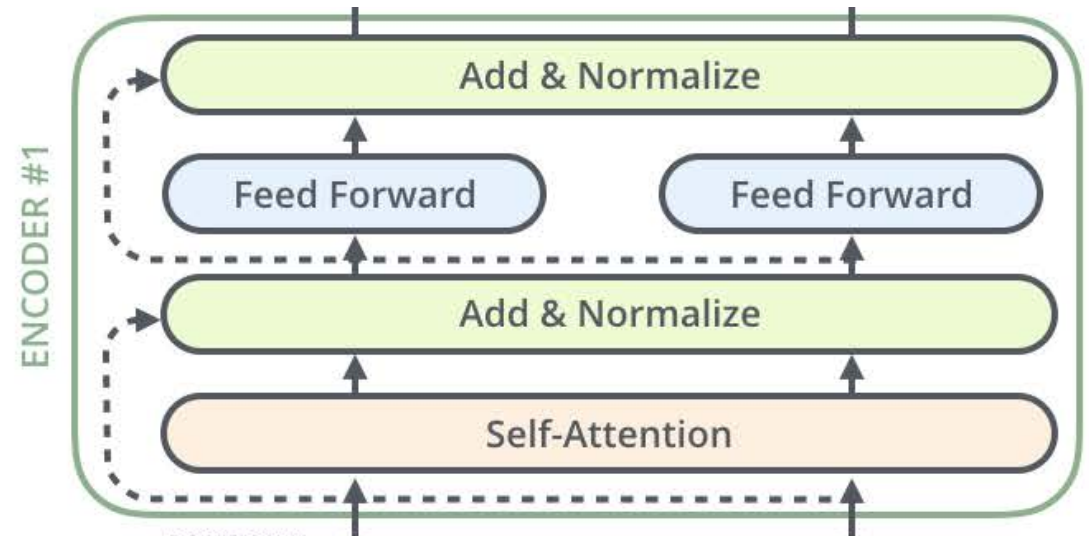 ENCODER #1
Add & Normalize
Feed Forward
Feed Forward
Add & Normalize
Self-Attention